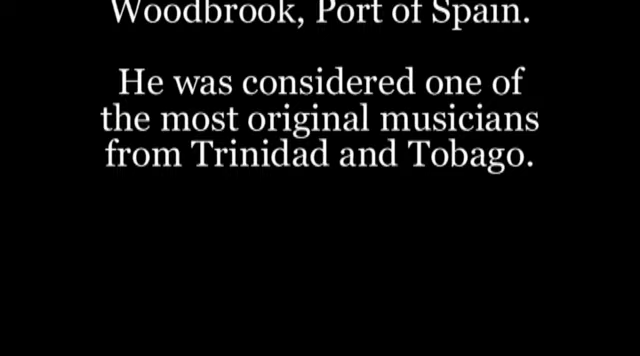 Woodbrook, Port of Spain.
He was considered one of
the most original musicians
from Trinidad and Tobago.